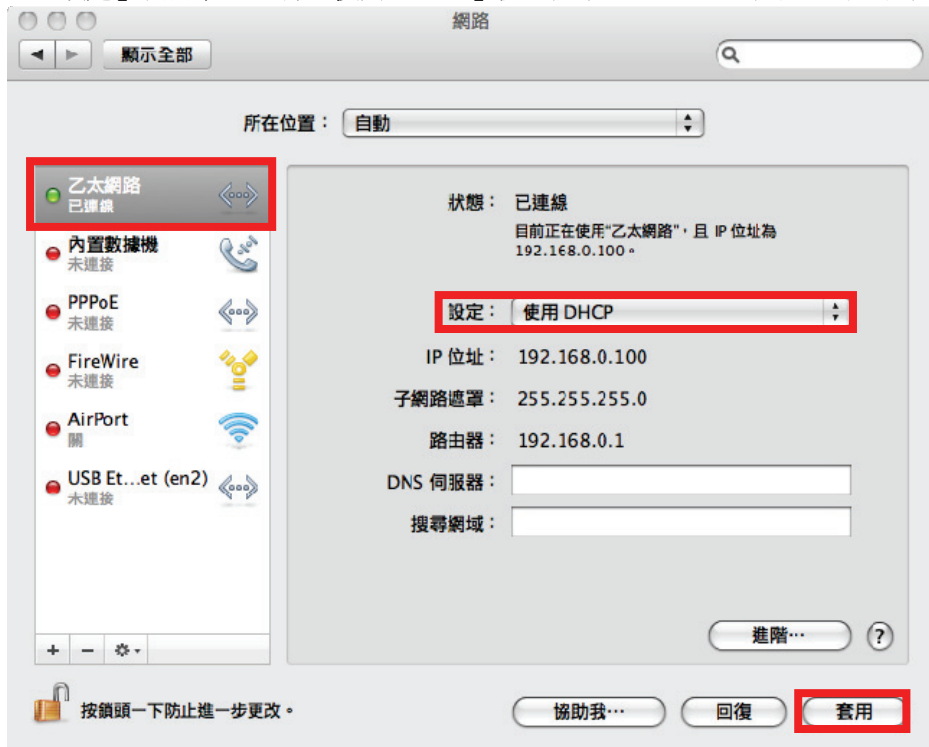 網路
顯示全部
所在位置： 自動
乙太網路
已連線
內置數據機
未連接
PPPoE
未連接
FireWire
未連接
AirPort
關
USB Et...et (en2)
未連接
狀態： 已連線
目前正在使用“乙太網路”，且 IP 位址為
192.168.0.100。
設定： 使用 DHCP
IP 位址： 192.168.0.100
子網路遮罩： 255.255.255.0
路由器： 192.168.0.1
DNS 伺服器：
搜尋網域：
進階… ?
按鎖頭一下防止進一步更改。
協助我… 回復 套用